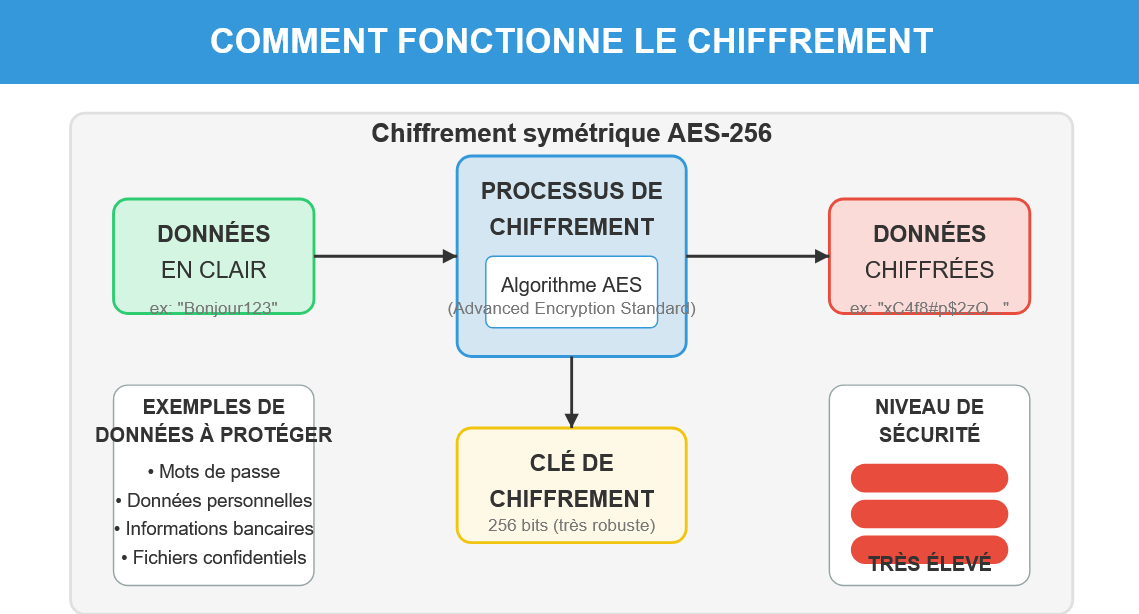 COMMENT FONCTIONNE LE CHIFFREMENT
Chiffrement symétrique AES-256
DONNÉES
EN CLAIR
ex: "Bonjour123"
PROCESSUS DE
CHIFFREMENT
Algorithme AES
(Advanced Encryption Standard)
DONNÉES
CHIFFRÉES
ex: "xC4f8#p$2zQ..."
EXEMPLES DE
DONNÉES À PROTÉGER
• Mots de passe
• Données personnelles
• Informations bancaires
• Fichiers confidentiels
CLÉ DE
CHIFFREMENT
256 bits (très robuste)
NIVEAU DE
SÉCURITÉ
TRÈS ÉLEVÉ